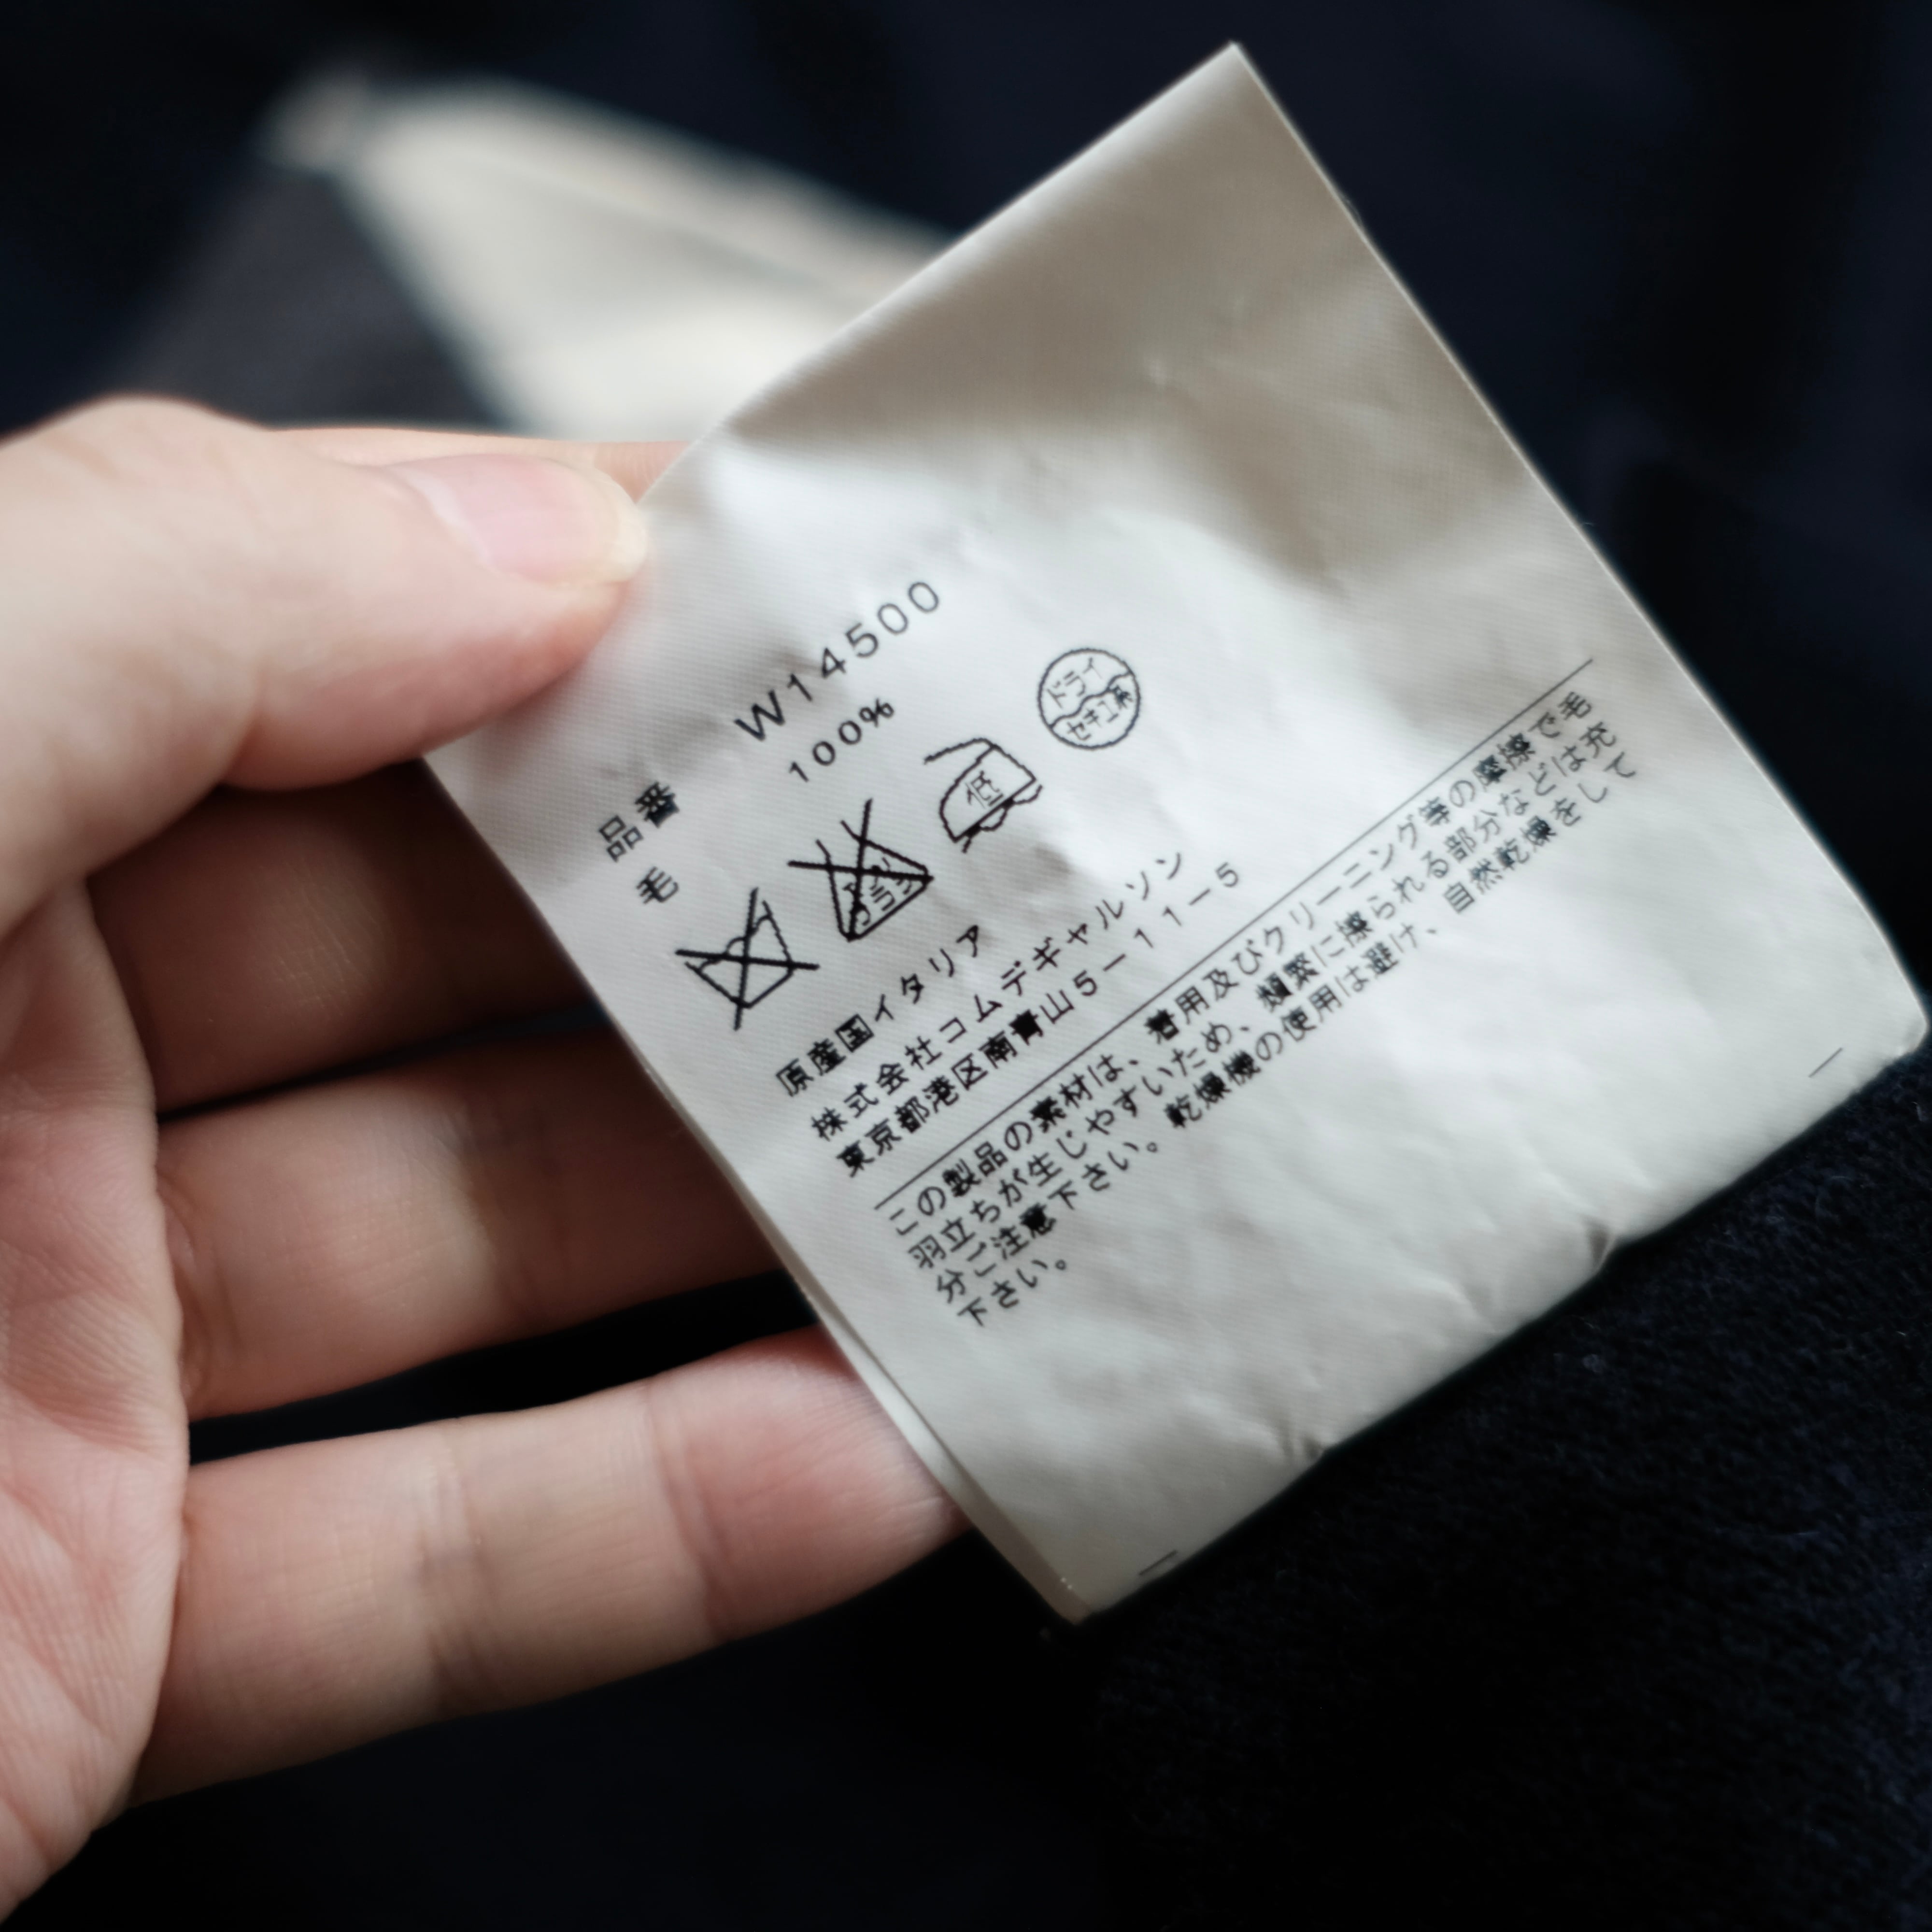 品番 W14500
毛 100%
エンソ
サラシ
低
ドライ
セキユ系
原産国イタリア
株式会社コムデギャルソン
東京都港区南青山5−11−5
この製品の素材は、着用及びクリーニング等の摩擦で毛
羽立ちが生じやすいため、頻繁に擦られる部分などは充
分ご注意下さい。乾燥機の使用は避け、自然乾燥をして
下さい。